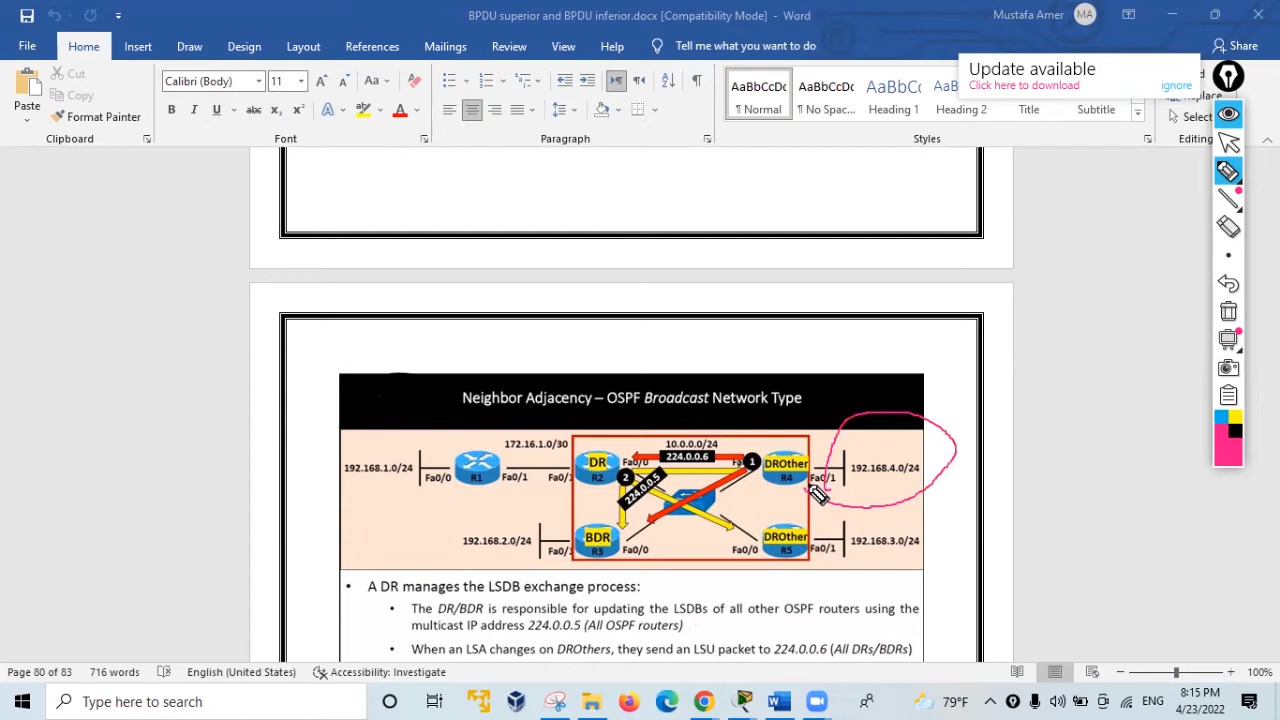 BPDU superior and BPDU inferior.docx [Compatibility Mode] - Word
Mustafa Amer
MA
File Home Insert Draw Design Layout References Mailings Review View Help Tell me what you want to do
Share
Update available
Click here to download
ignore
Paste
Cut
Copy
Format Painter
Clipboard
Calibri (Body) 11
Font
Paragraph
AaBbCcDc AaBbCcDc AaBbCc
¶ Normal ¶ No Spac... Heading 1 Heading 2 Title Subtitle
Styles
Replace
Select
Editing
Neighbor Adjacency – OSPF Broadcast Network Type
172.16.1.0/30
10.0.0.0/24
224.0.0.6
192.168.1.0/24
Fa0/0
R1
Fa0/1
Fa0/1
DR
R2
Fa0/0
2
224.0.0.5
1
DROther
R4
Fa0/1
192.168.4.0/24
192.168.2.0/24
Fa0/1
BDR
R3
Fa0/0
Fa0/0
DROther
R5
Fa0/1
192.168.3.0/24
• A DR manages the LSDB exchange process:
• The DR/BDR is responsible for updating the LSDBs of all other OSPF routers using the
multicast IP address 224.0.0.5 (All OSPF routers)
• When an LSA changes on DROthers, they send an LSU packet to 224.0.0.6 (All DRs/BDRs)
Page 80 of 83 716 words English (United States) Accessibility: Investigate
100%
Type here to search
79°F
ENG
8:15 PM
4/23/2022